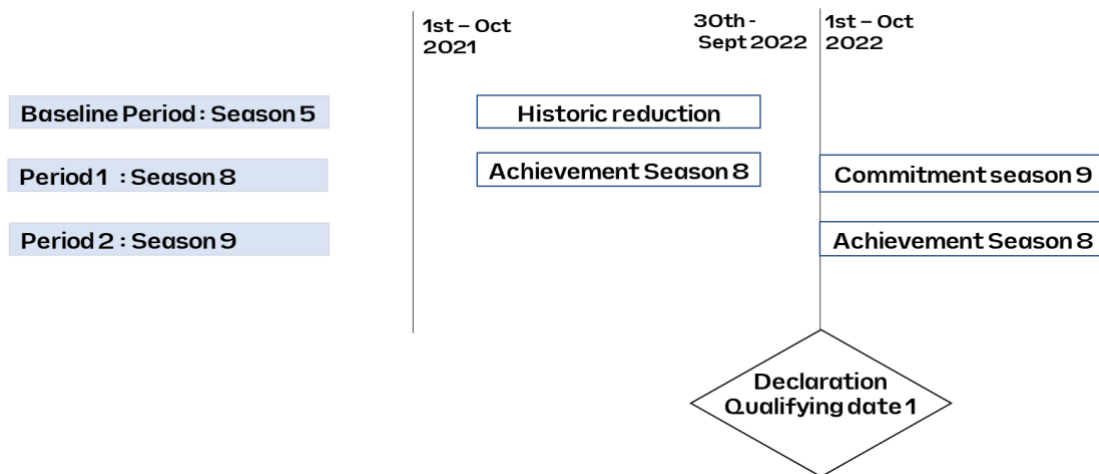 1st – Oct
2021
30th -
Sept 2022
1st – Oct
2022
Baseline Period : Season 5
Historic reduction
Period 1 : Season 8
Achievement Season 8
Commitment season 9
Period 2 : Season 9
Achievement Season 8
Declaration
Qualifying date 1